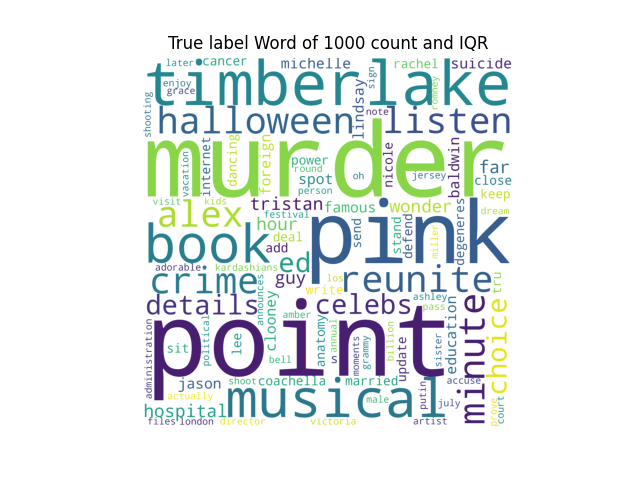 True label Word of 1000 count and IQR
later cancer michelle rachel suicide
enjoy grace sign romney
timberlake
shooting halloween lindsay note listen
murder
vacation internet dancing foreign power round spot person oh nicole jersey baldwin far close
visit kids tristan famous wonder keep
alex festival dream
hour deal add send stand defend miller degeneres
book pink
adorable kardashians ed guy los reunite tru
crime announces write
details clooney amber celebs ashley pass education minute choice
point
administration sit political lee bell anatomy s annual moments grammy billion update sister accuse
jason shoot coachella married putin
actually male july
hospital musical prove court
files london director victoria artist